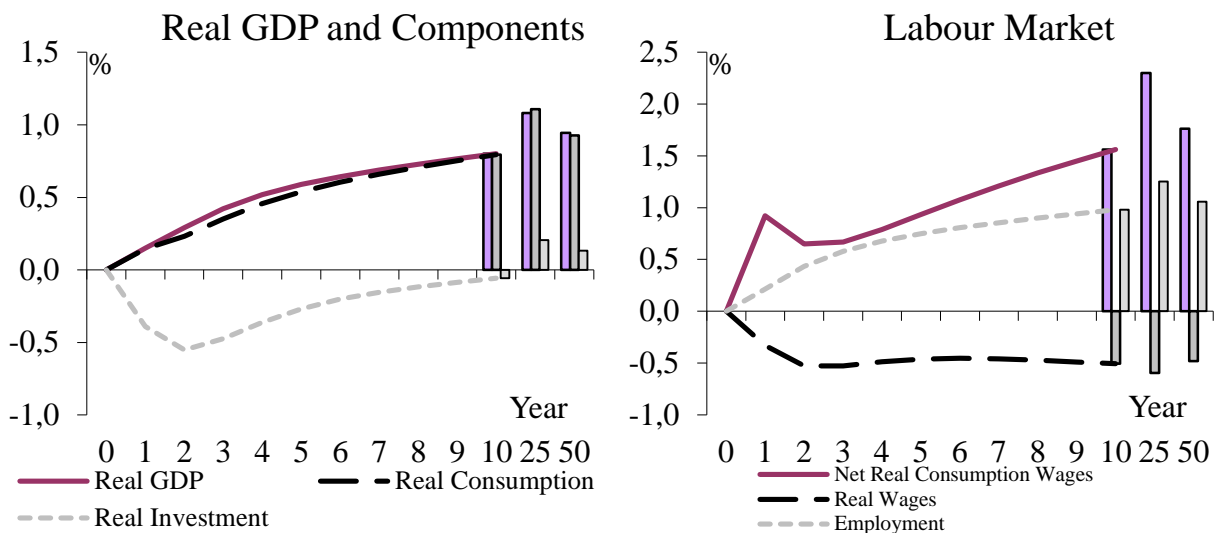 Real GDP and Components
%
1,5
1,0
0,5
0,0
-0,5
-1,0
Year
0 1 2 3 4 5 6 7 8 9 10 25 50
Real GDP
Real Consumption
Real Investment
Labour Market
%
2,5
2,0
1,5
1,0
0,5
0,0
-0,5
-1,0
Year
0 1 2 3 4 5 6 7 8 9 10 25 50
Net Real Consumption Wages
Real Wages
Employment